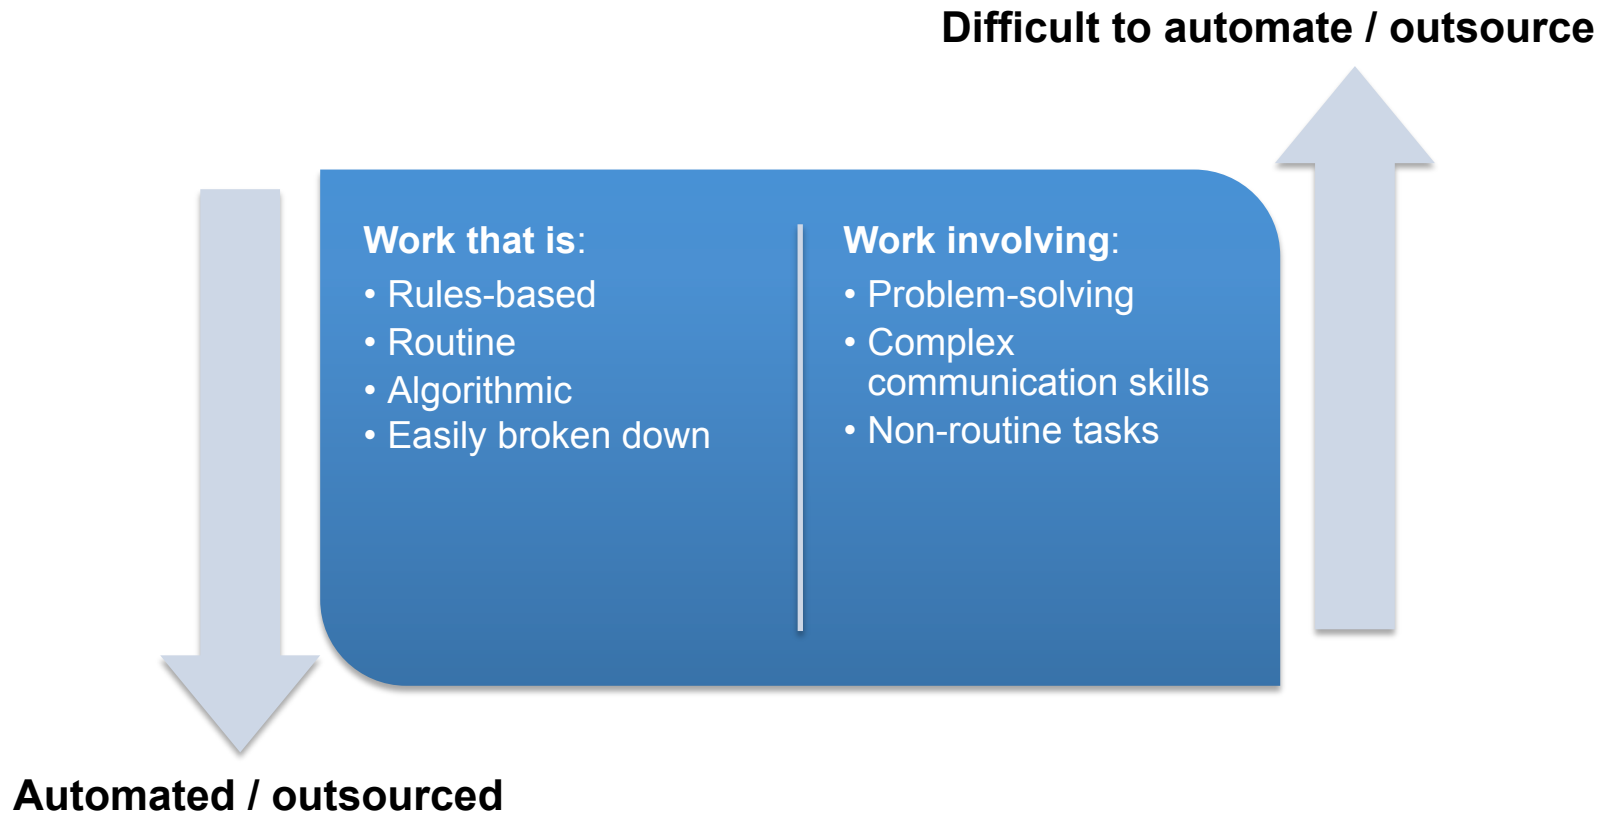 Difficult to automate / outsource
Work that is:
• Rules-based
• Routine
• Algorithmic
• Easily broken down
Work involving:
• Problem-solving
• Complex
communication skills
• Non-routine tasks
Automated / outsourced